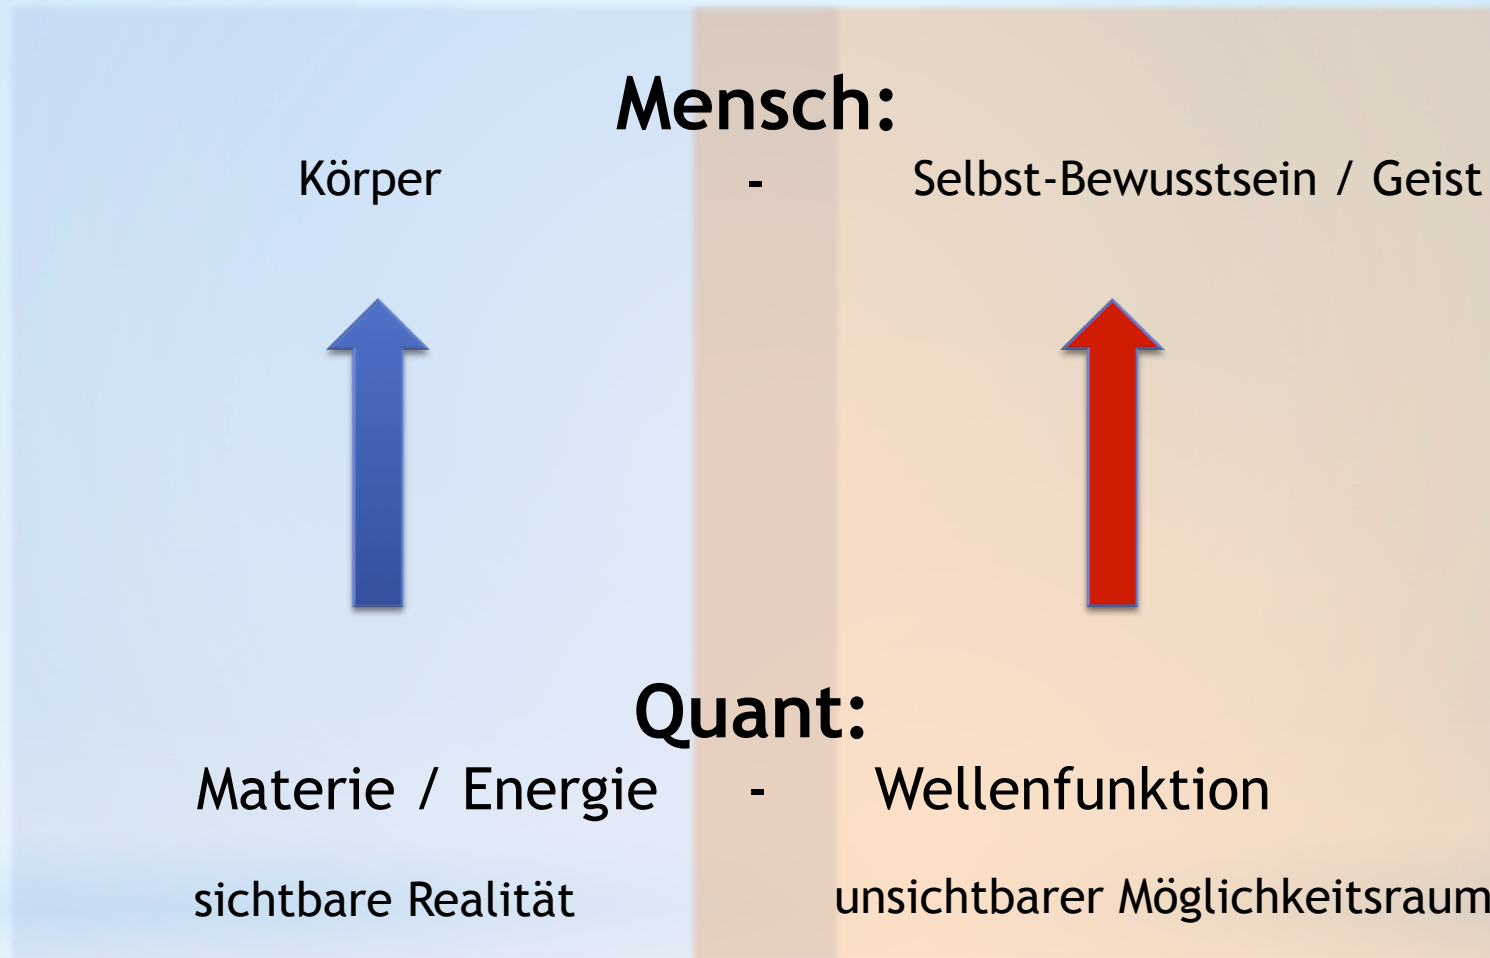 Mensch:
Körper - Selbst-Bewusstsein / Geist
Quant:
Materie / Energie - Wellenfunktion
sichtbare Realität unsichtbarer Möglichkeitsraum